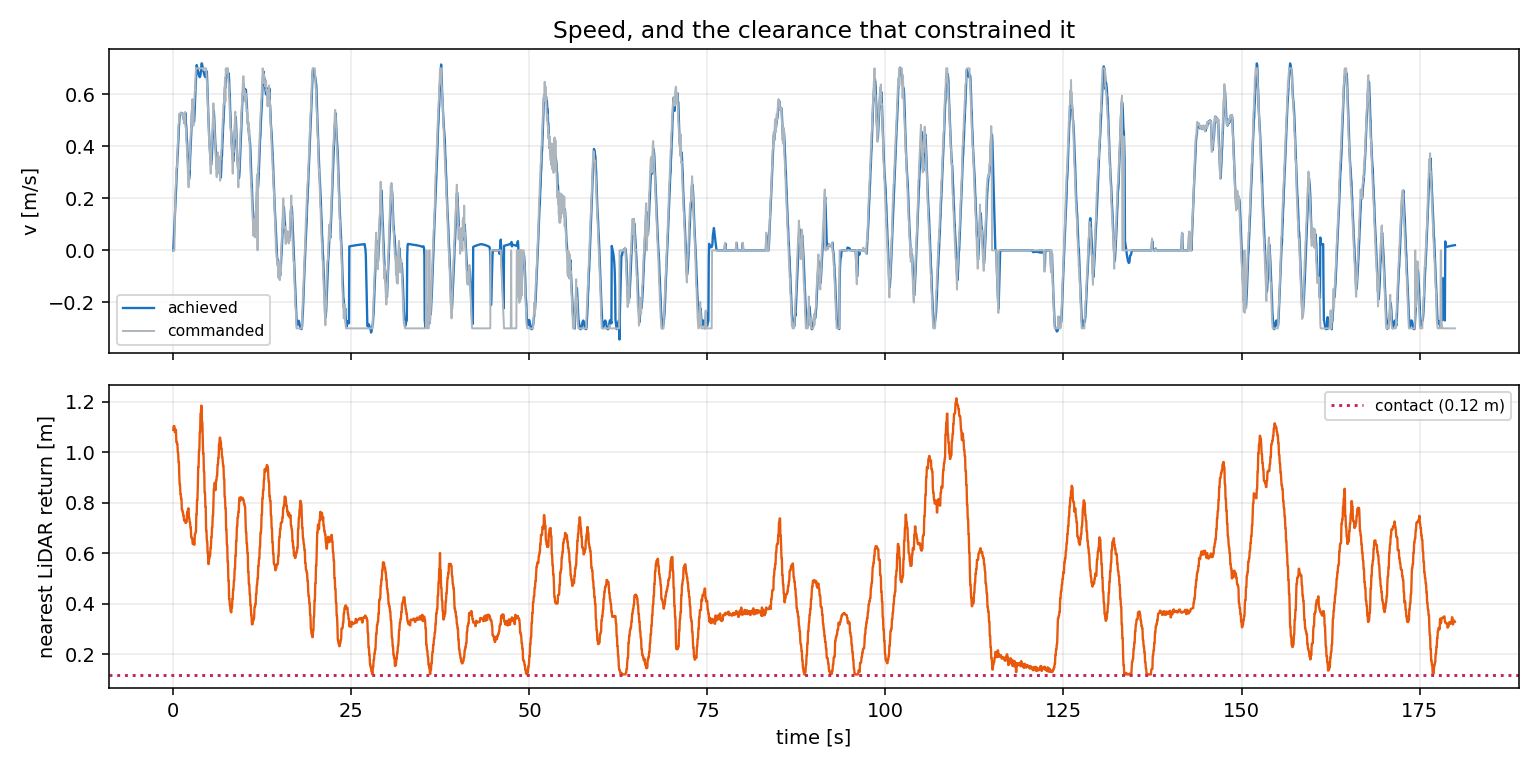 Speed, and the clearance that constrained it
v [m/s]
0.6
0.4
0.2
0.0
−0.2
achieved
commanded
nearest LiDAR return [m]
1.2
1.0
0.8
0.6
0.4
0.2
contact (0.12 m)
0 25 50 75 100 125 150 175
time [s]